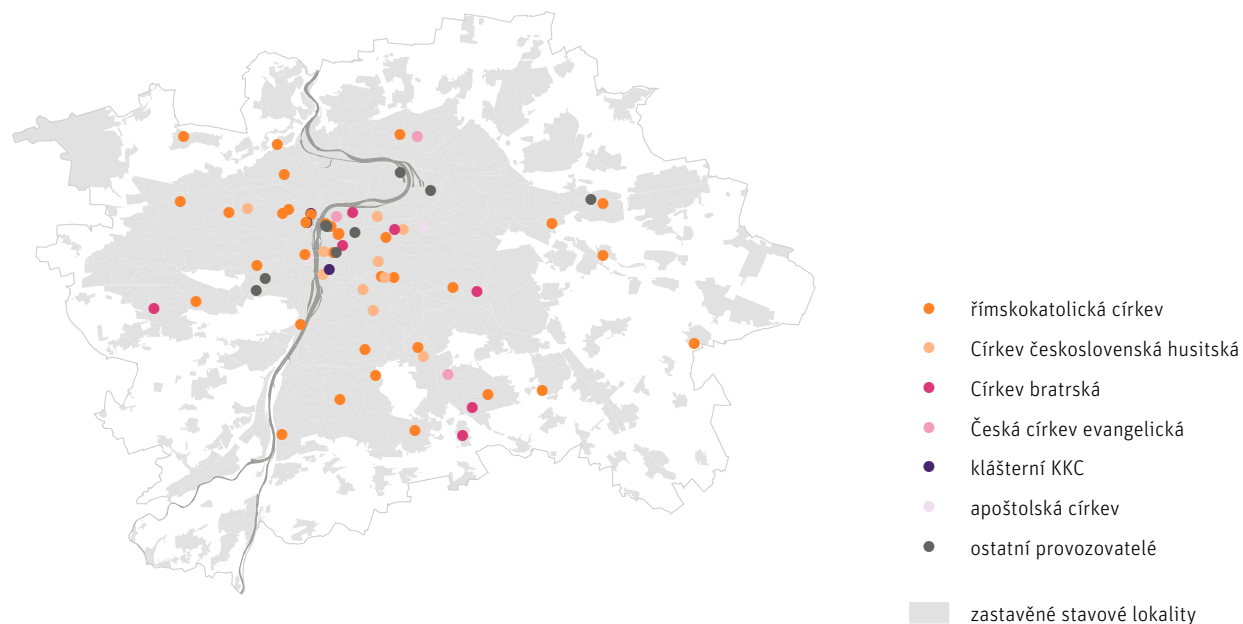 římskokatolická církev
Církev československá husitská
Církev bratrská
Česká církev evangelická
klášterní KKC
apoštolská církev
ostatní provozovatelé
zastavěné stavové lokality